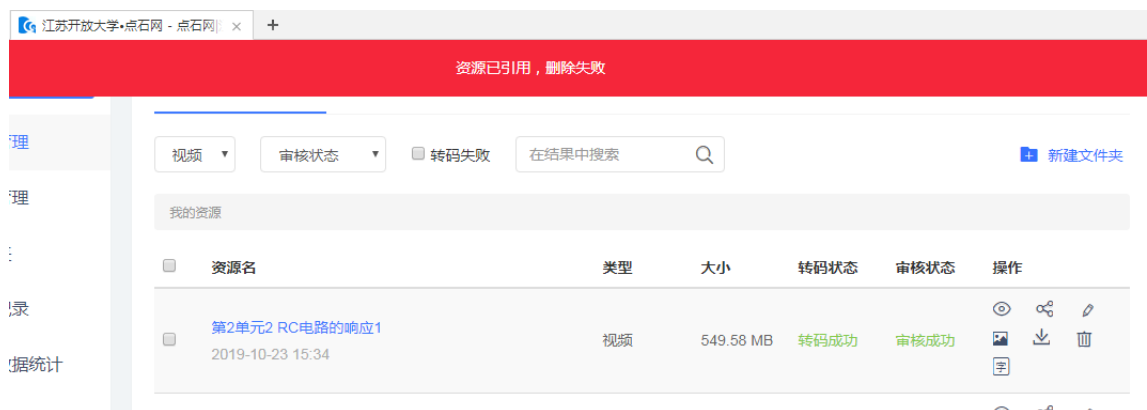 江苏开放大学•点石网 - 点石网
资源已引用，删除失败
理
视频
审核状态
转码失败
在结果中搜索
新建文件夹
理
我的资源
资源名
类型
大小
转码状态
审核状态
操作
录
第2单元2 RC电路的响应1
2019-10-23 15:34
视频
549.58 MB
转码成功
审核成功
字
据统计